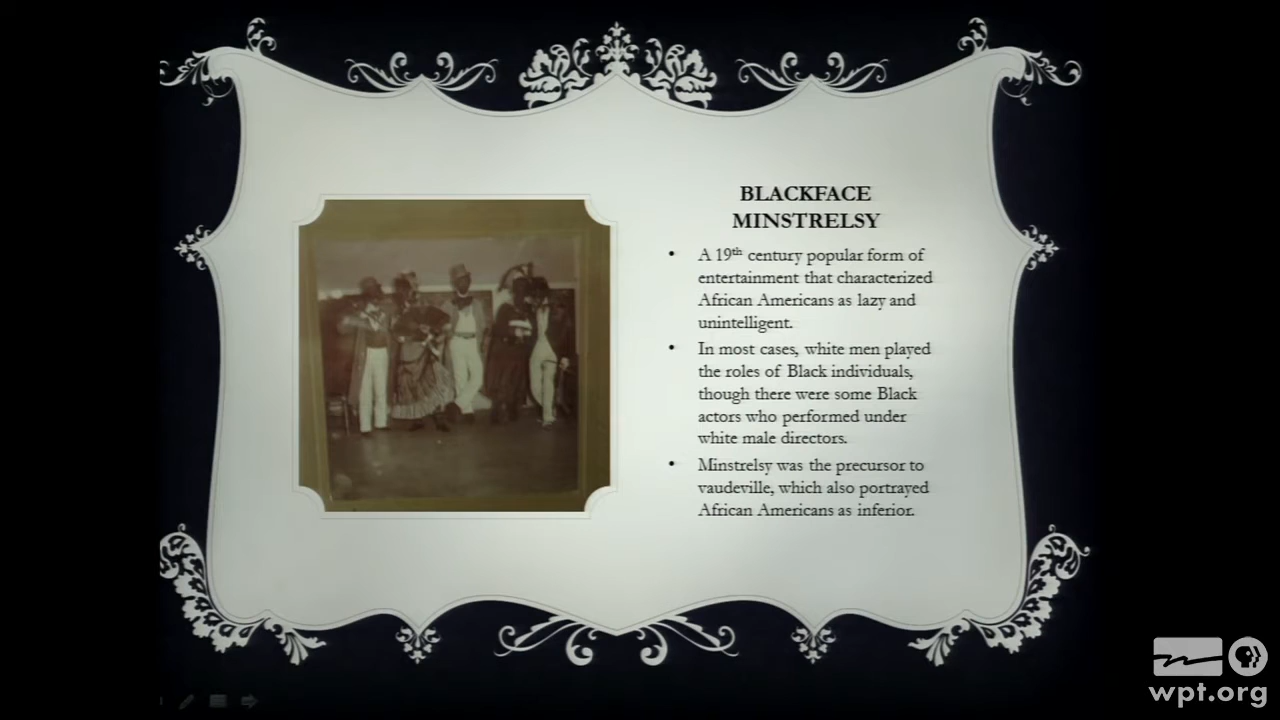 BLACKFACE
MINSTRELSY
• A 19th century popular form of
entertainment that characterized
African Americans as lazy and
unintelligent.
• In most cases, white men played
the roles of Black individuals,
though there were some Black
actors who performed under
white male directors.
• Minstrelsy was the precursor to
vaudeville, which also portrayed
African Americans as inferior.
wpt.org